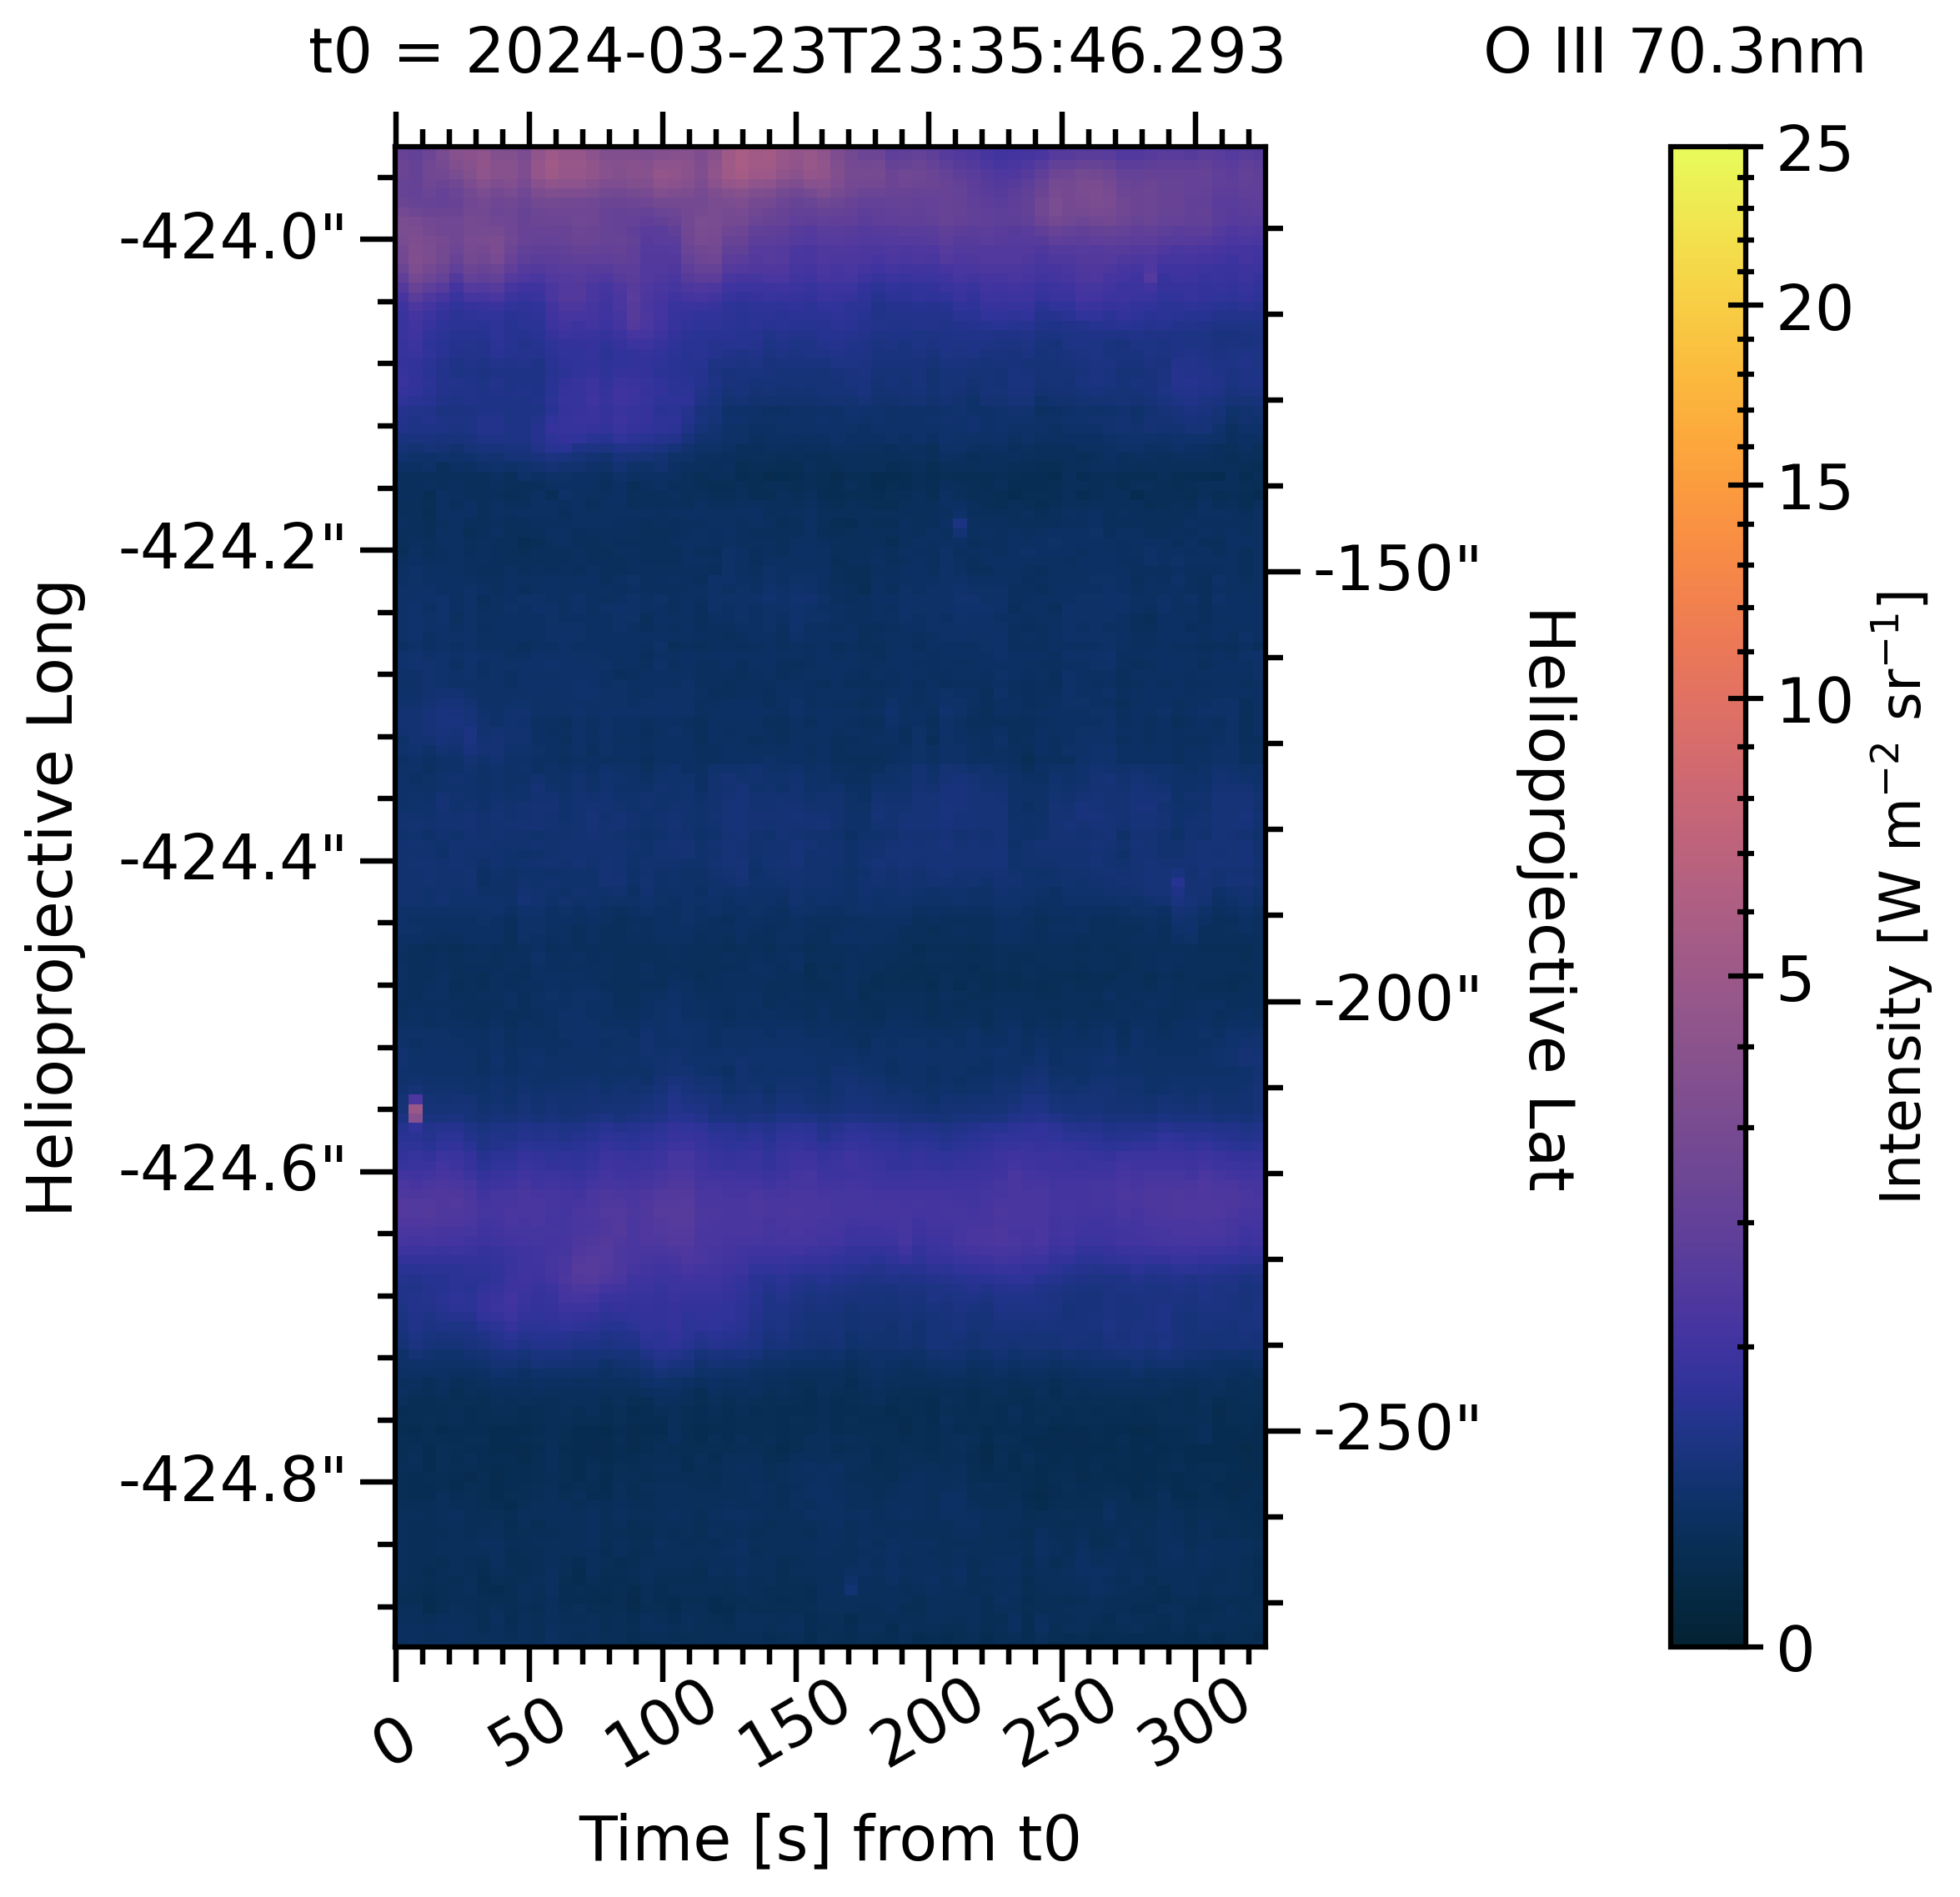 t0 = 2024-03-23T23:35:46.293
O III 70.3nm
Helioprojective Long
-424.0"
-424.2"
-424.4"
-424.6"
-424.8"
-150"
-200"
-250"
Helioprojective Lat
25
20
15
10
5
0
Intensity [W m⁻² sr⁻¹]
0 50 100 150 200 250 300
Time [s] from t0